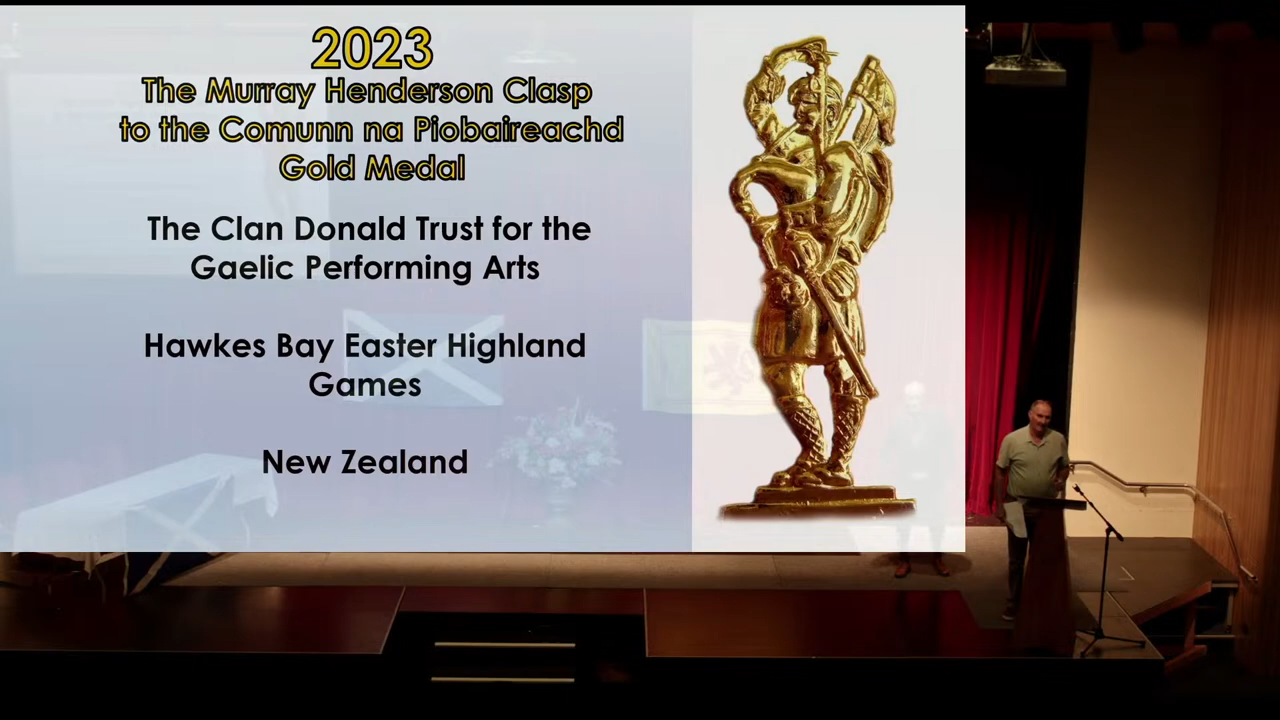 2023
The Murray Henderson Clasp
to the Comunn na Piobaireachd
Gold Medal
The Clan Donald Trust for the
Gaelic Performing Arts
Hawkes Bay Easter Highland
Games
New Zealand